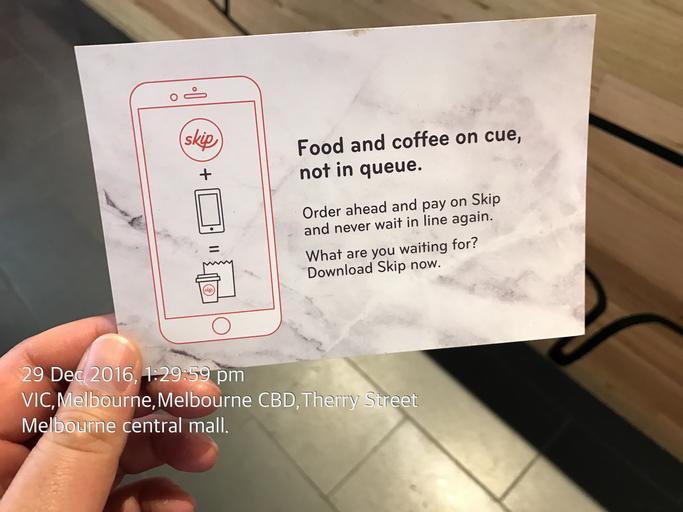 skip
+
=
skip
Food and coffee on cue,
not in queue.
Order ahead and pay on Skip
and never wait in line again.
What are you waiting for?
Download Skip now.
29 Dec 2016, 1:29:59 pm
VIC,Melbourne,Melbourne CBD,Therry Street
Melbourne central mall.